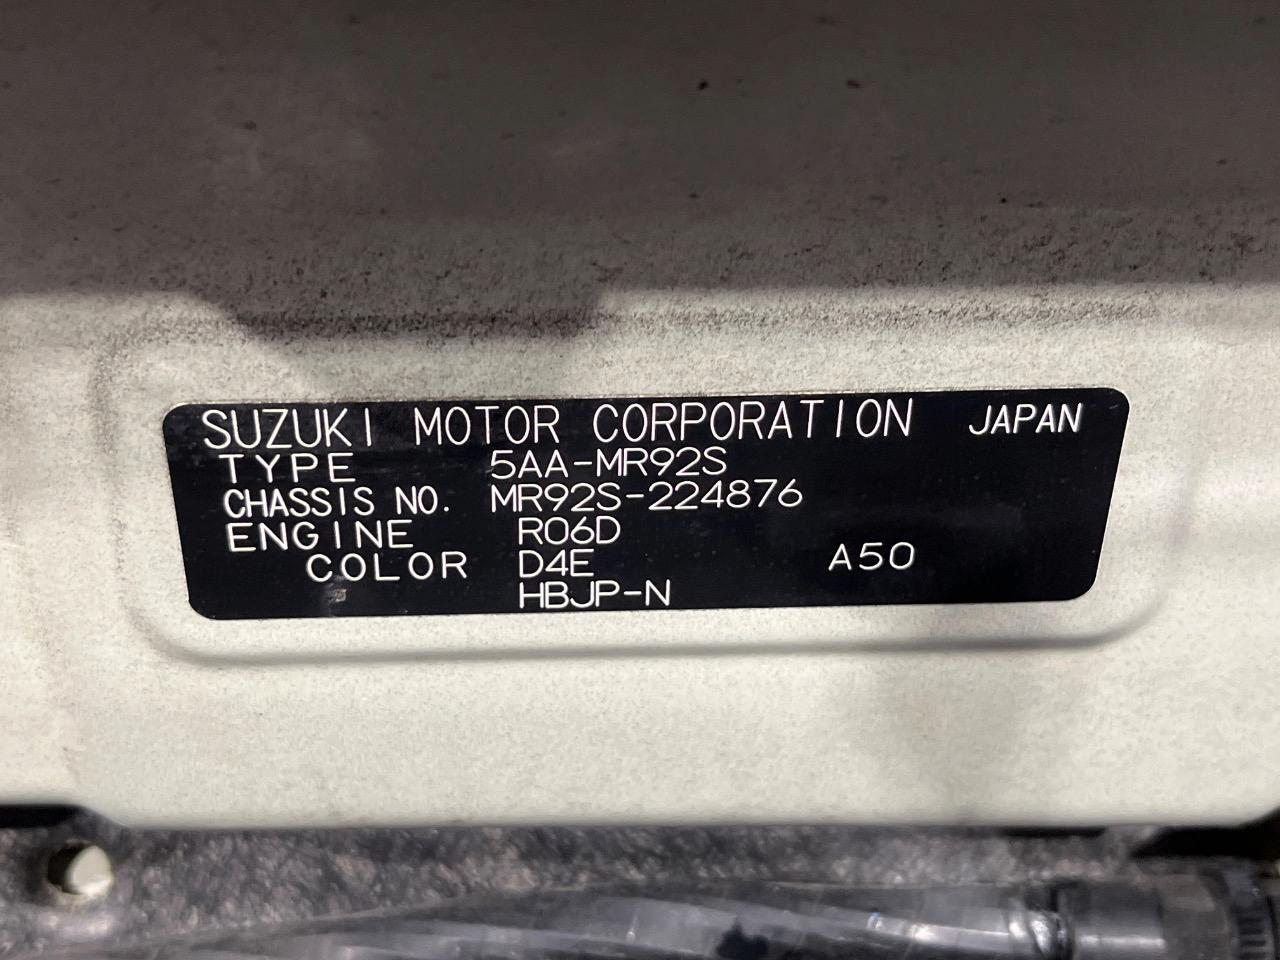 SUZUKI MOTOR CORPORATION JAPAN
TYPE 5AA-MR92S
CHASSIS NO. MR92S-224876
ENGINE R06D
COLOR D4E A50
HBJP-N